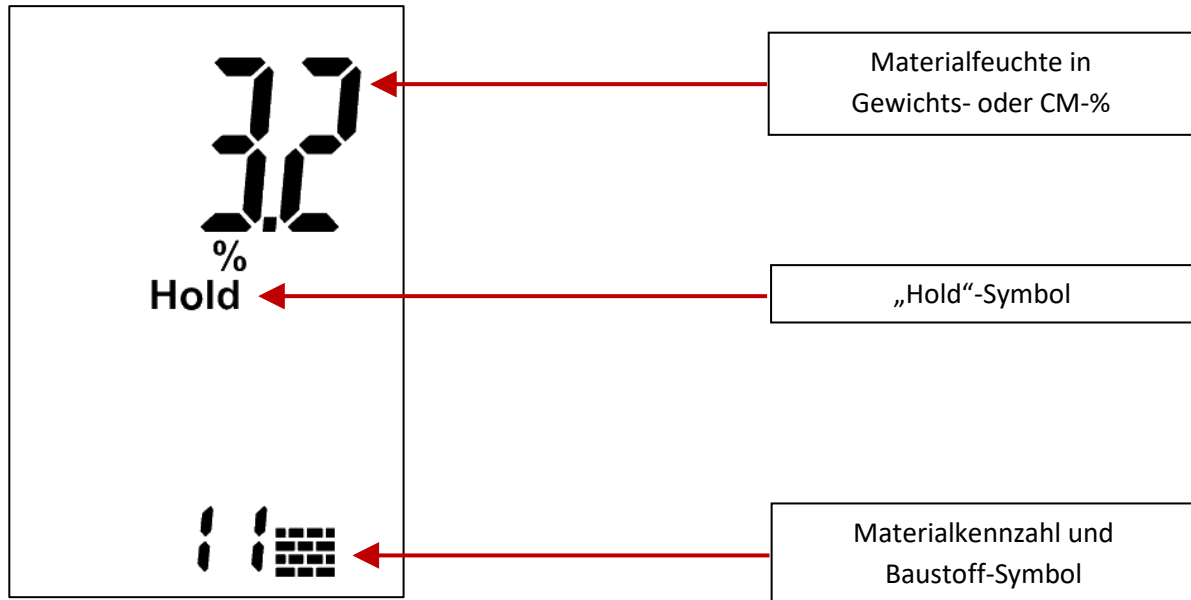 3.2
Materialfeuchte in
Gewichts- oder CM-%
%
Hold
„Hold“-Symbol
11
Materialkennzahl und
Baustoff-Symbol